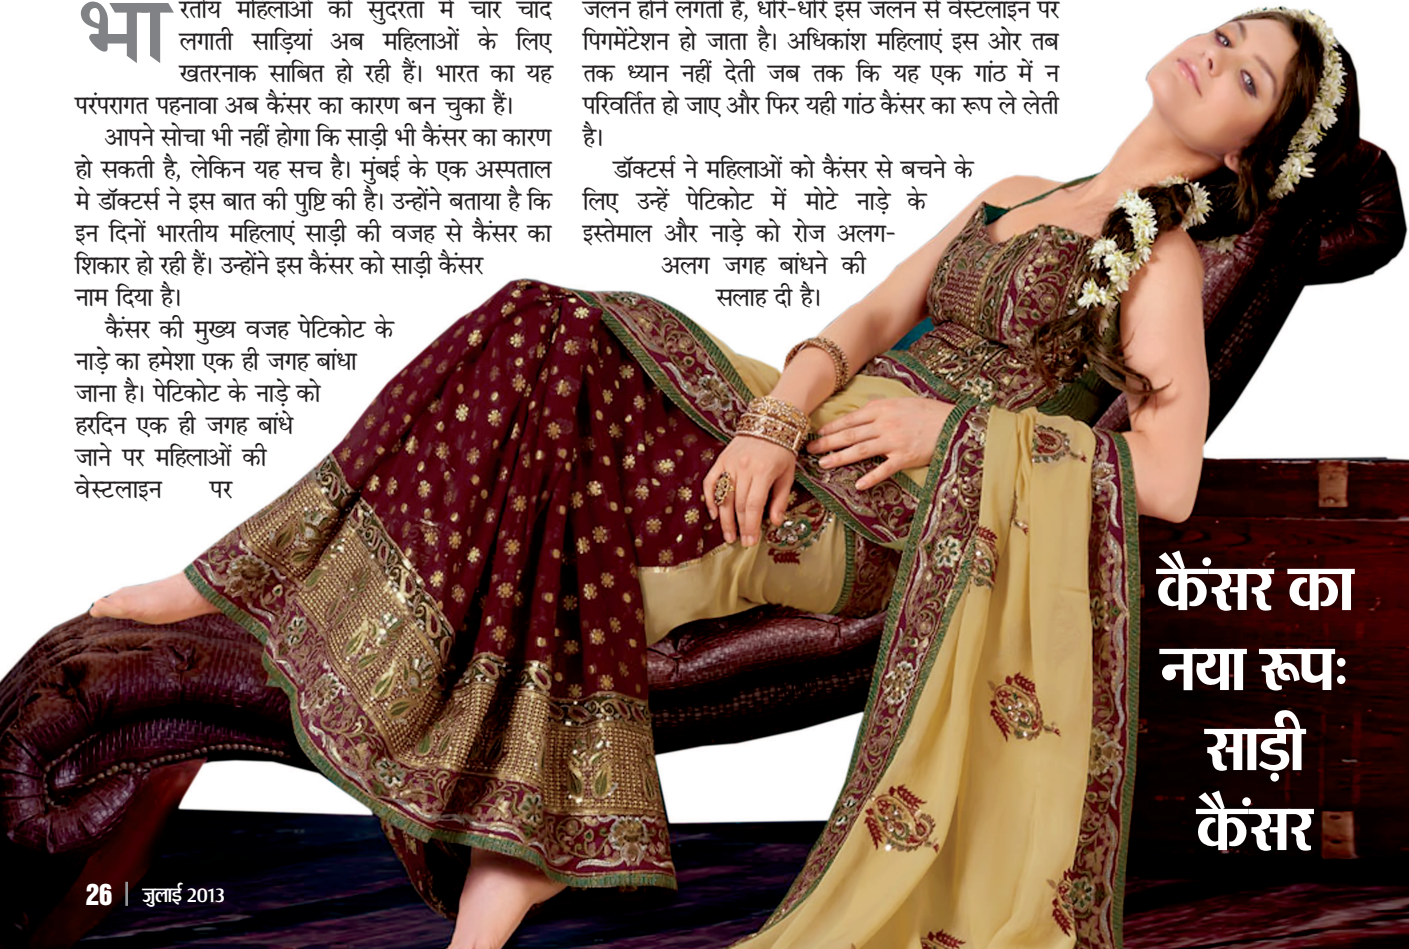 भारतीय महिलाओं की सुंदरता में चार चांद
लगाती साड़ियां अब महिलाओं के लिए
खतरनाक साबित हो रही हैं। भारत का यह
परंपरागत पहनावा अब कैंसर का कारण बन चुका हैं।
आपने सोचा भी नहीं होगा कि साड़ी भी कैंसर का कारण
हो सकती है, लेकिन यह सच है। मुंबई के एक अस्पताल
मे डॉक्टर्स ने इस बात की पुष्टि की है। उन्होंने बताया है कि
इन दिनों भारतीय महिलाएं साड़ी की वजह से कैंसर का
शिकार हो रही हैं। उन्होंने इस कैंसर को साड़ी कैंसर
नाम दिया है।
कैंसर की मुख्य वजह पेटिकोट के
नाड़े का हमेशा एक ही जगह बांधा
जाना है। पेटिकोट के नाड़े को
हरदिन एक ही जगह बांधे
जाने पर महिलाओं की
वेस्टलाइन पर
जलन होने लगती है, धीरे-धीरे इस जलन से वेस्टलाइन पर
पिगमेंटेशन हो जाता है। अधिकांश महिलाएं इस ओर तब
तक ध्यान नहीं देती जब तक कि यह एक गांठ में न
परिवर्तित हो जाए और फिर यही गांठ कैंसर का रूप ले लेती
है।
डॉक्टर्स ने महिलाओं को कैंसर से बचने के
लिए उन्हें पेटिकोट में मोटे नाड़े के
इस्तेमाल और नाड़े को रोज अलग-
अलग जगह बांधने की
सलाह दी है।
कैंसर का
नया रूपः
साड़ी
कैंसर
26 | जुलाई 2013